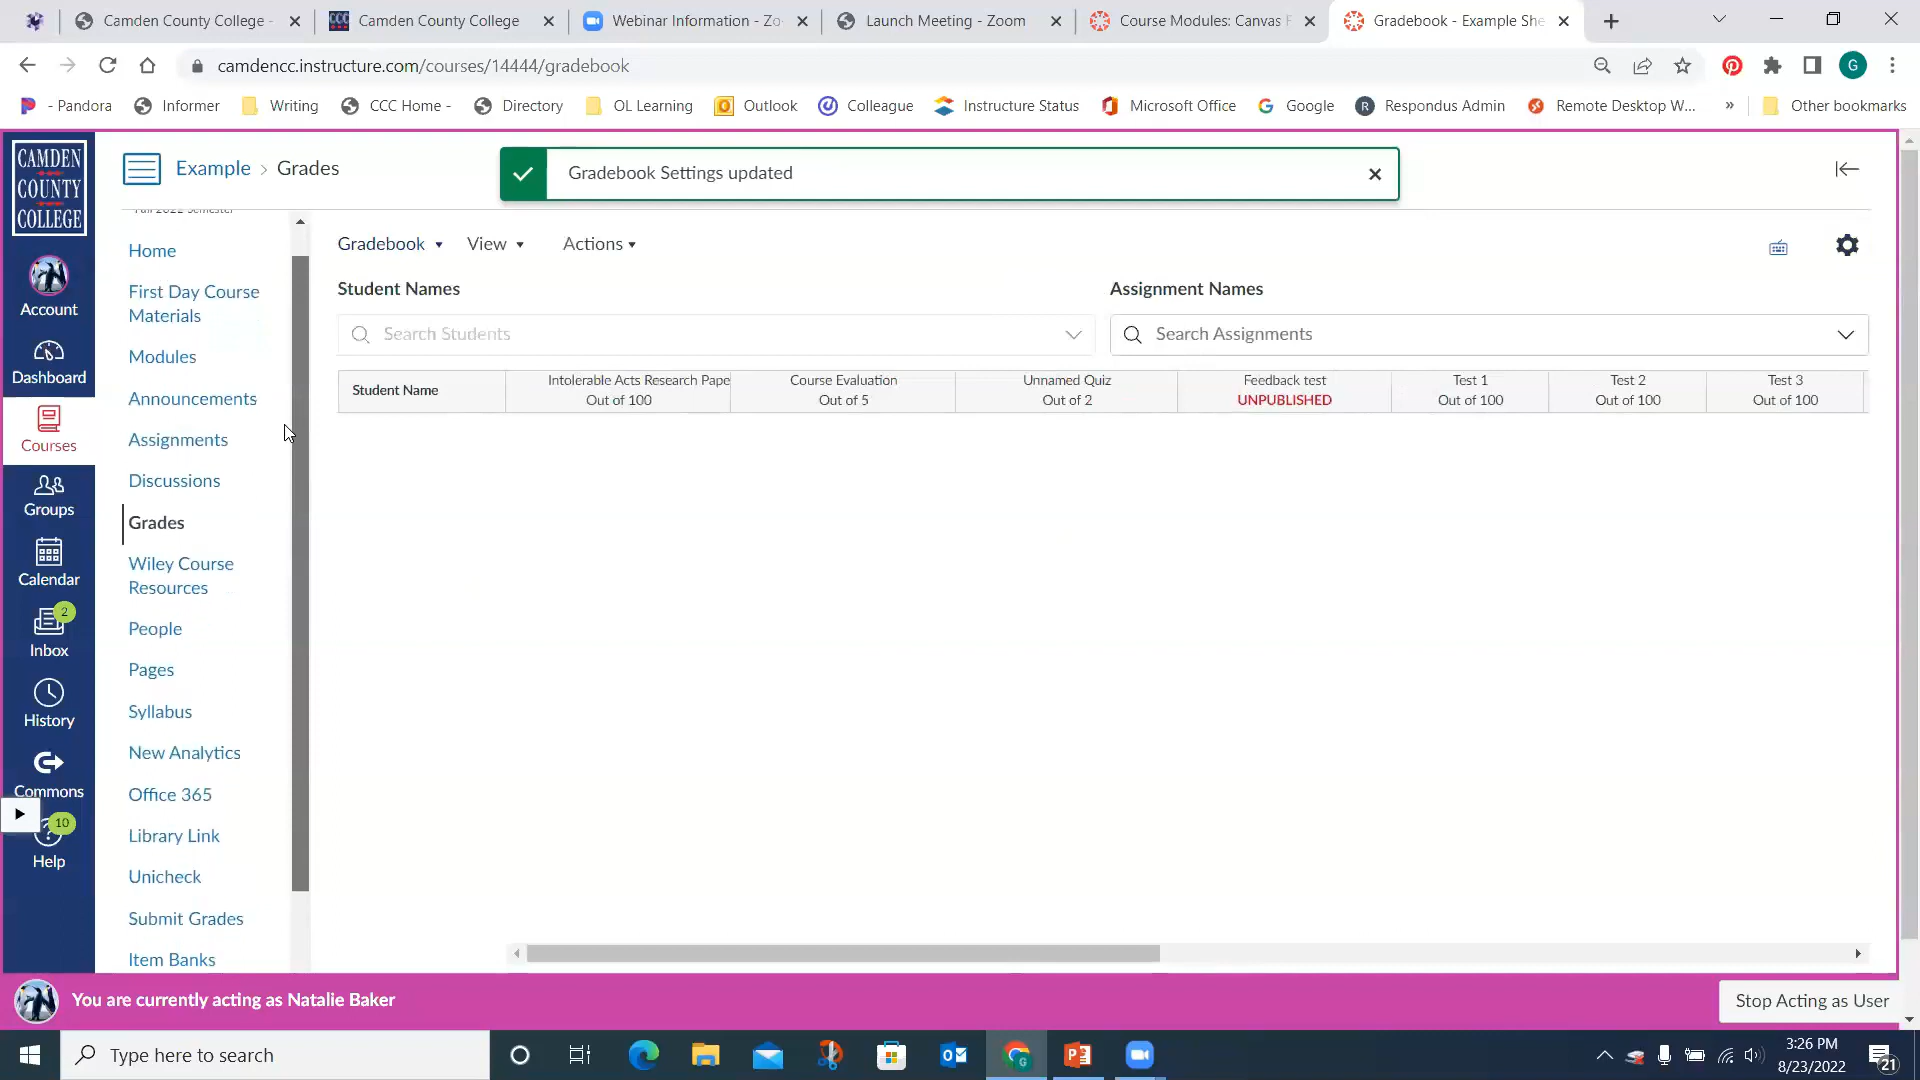 Camden County College -
Camden County College
Webinar Information - Zo
Launch Meeting - Zoom
Course Modules: Canvas F
Gradebook - Example She
camdencc.instructure.com/courses/14444/gradebook
G
- Pandora
Informer
Writing
CCC Home -
Directory
OL Learning
Outlook
Colleague
Instructure Status
Microsoft Office
Google
Respondus Admin
Remote Desktop W...
»
Other bookmarks
CAMDEN
COUNTY
COLLEGE
Account
Dashboard
Courses
Groups
Calendar
2
Inbox
History
Commons
10
Help
Example > Grades
Gradebook Settings updated
Fall 2022 Semester
Home
First Day Course
Materials
Modules
Announcements
Assignments
Discussions
Grades
Wiley Course
Resources
People
Pages
Syllabus
New Analytics
Office 365
Library Link
Unicheck
Submit Grades
Item Banks
Gradebook
View
Actions
Student Names
Search Students
Assignment Names
Search Assignments
Student Name
Intolerable Acts Research Pape
Out of 100
Course Evaluation
Out of 5
Unnamed Quiz
Out of 2
Feedback test
UNPUBLISHED
Test 1
Out of 100
Test 2
Out of 100
Test 3
Out of 100
You are currently acting as Natalie Baker
Stop Acting as User
Type here to search
3:26 PM
8/23/2022
21